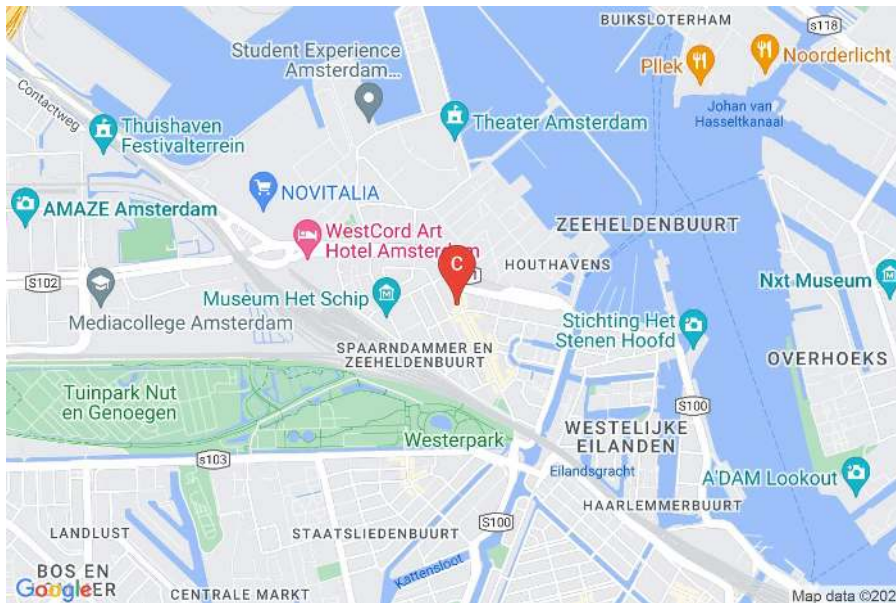 BUIKSLOTERHAM
s118
Student Experience
Amsterdam...
Pllek
Noorderlicht
Contactweg
Johan van
Hasseltkanaal
Thuishaven
Festivalterrein
Theater Amsterdam
NOVITALIA
AMAZE Amsterdam
WestCord Art
Hotel Amsterdam
ZEEHELDENBUURT
C
HOUTHAVENS
S102
Mediacollege Amsterdam
Museum Het Schip
Nxt Museum
Stichting Het
Stenen Hoofd
SPAARNDAMMER EN
ZEEHELDENBUURT
OVERHOEKS
Tuinpark Nut
en Genoegen
S100
Westerpark
WESTELIJKE
EILANDEN
s103
Eilandsgracht
A'DAM Lookout
HAARLEMMERBUURT
LANDLUST
STAATSLIEDENBUURT
S100
Kattensloot
BOS EN
Google
CENTRALE MARKT
Map data ©202